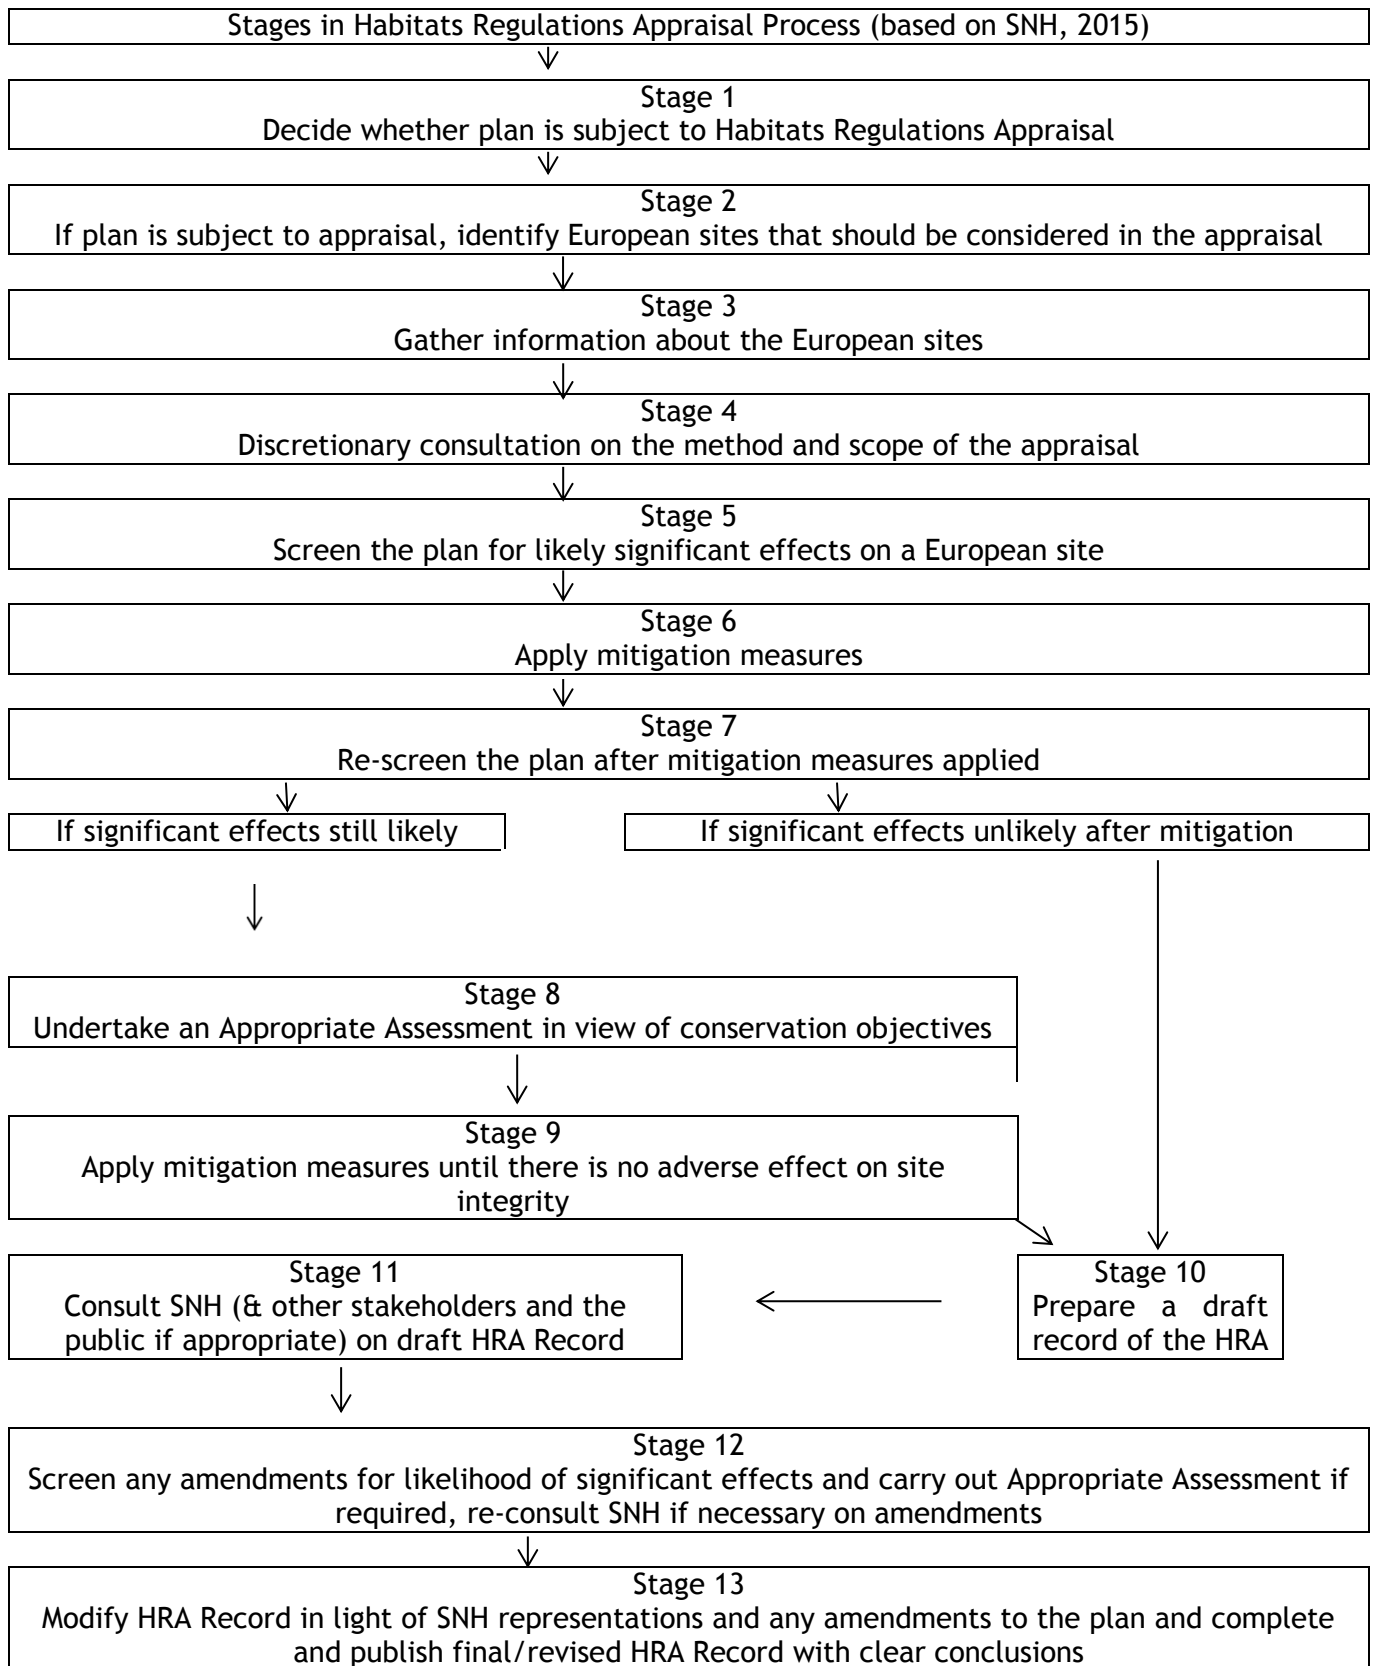 Stages in Habitats Regulations Appraisal Process (based on SNH, 2015)
Stage 1
Decide whether plan is subject to Habitats Regulations Appraisal
Stage 2
If plan is subject to appraisal, identify European sites that should be considered in the appraisal
Stage 3
Gather information about the European sites
Stage 4
Discretionary consultation on the method and scope of the appraisal
Stage 5
Screen the plan for likely significant effects on a European site
Stage 6
Apply mitigation measures
Stage 7
Re-screen the plan after mitigation measures applied
If significant effects still likely
If significant effects unlikely after mitigation
Stage 8
Undertake an Appropriate Assessment in view of conservation objectives
Stage 9
Apply mitigation measures until there is no adverse effect on site
integrity
Stage 10
Prepare a draft
record of the HRA
Stage 11
Consult SNH (& other stakeholders and the
public if appropriate) on draft HRA Record
Stage 12
Screen any amendments for likelihood of significant effects and carry out Appropriate Assessment if
required, re-consult SNH if necessary on amendments
Stage 13
Modify HRA Record in light of SNH representations and any amendments to the plan and complete
and publish final/revised HRA Record with clear conclusions